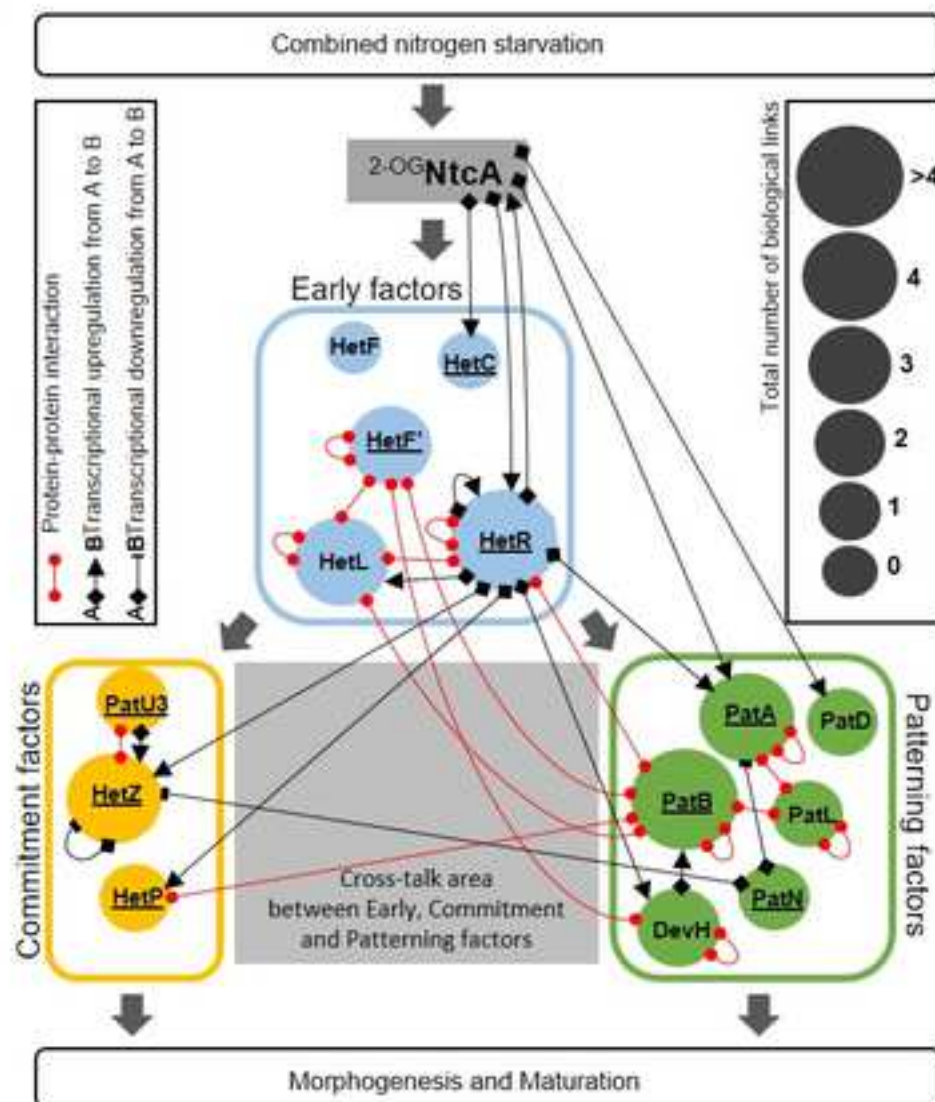 Combined nitrogen starvation
Protein-protein interaction
A B Transcriptional upregulation from A to B
A B Transcriptional downregulation from A to B
Total number of biological links
>4
4
3
2
1
0
2-OG NtcA
Early factors
HetF
HetC
HetF'
HetR
HetL
Commitment factors
PatU3
HetZ
HetP
Cross-talk area
between Early, Commitment
and Patterning factors
Patterning factors
PatA
PatD
PatB
PatL
PatN
DevH
Morphogenesis and Maturation